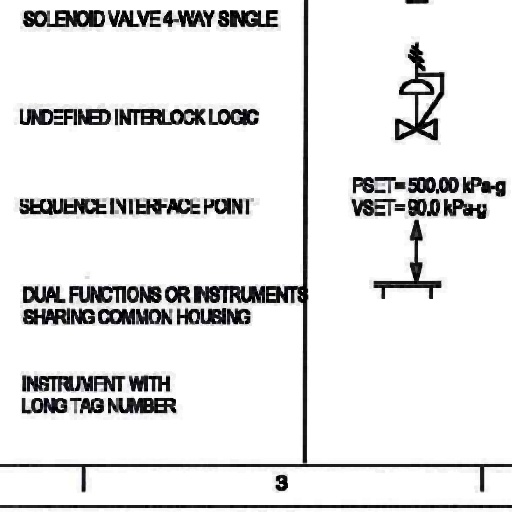 SOLENOID VALVE 4-WAY SINGLE
UNDEFINED INTERLOCK LOGIC
PSET= 500.00 kPa-g
VSET= 90.0 kPa-g
SEQUENCE INTERFACE POINT
DUAL FUNCTIONS OR INSTRUMENTS
SHARING COMMON HOUSING
INSTRUMENT WITH
LONG TAG NUMBER
3